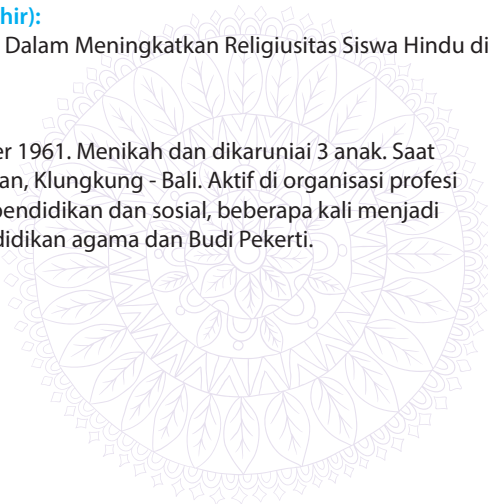 hir):
Dalam Meningkatkan Religiusitas Siswa Hindu di
er 1961. Menikah dan dikaruniai 3 anak. Saat
an, Klungkung - Bali. Aktif di organisasi profesi
pendidikan dan sosial, beberapa kali menjadi
didikan agama dan Budi Pekerti.